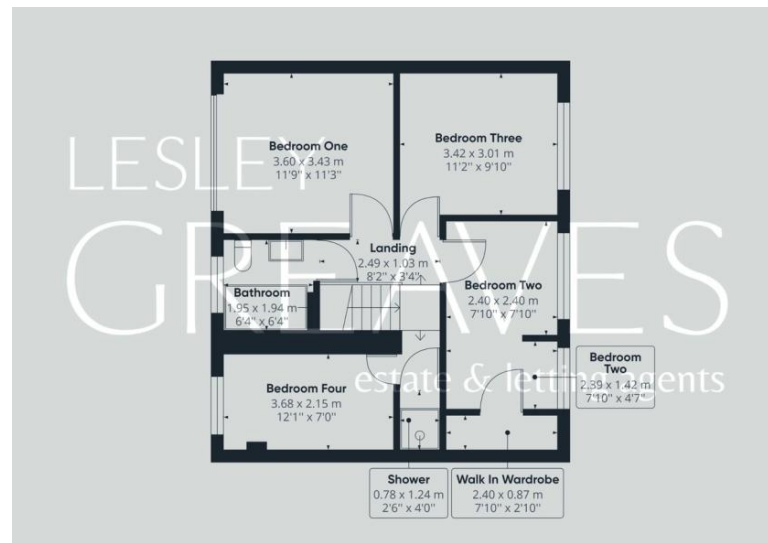 LESLEY
GREAVES
estate & letting agents
Bedroom One
3.60 x 3.43 m
11'9" x 11'3"
Bedroom Three
3.42 x 3.01 m
11'2" x 9'10"
Landing
2.49 x 1.03 m
8'2" x 3'4"
Bathroom
1.95 x 1.94 m
6'4" x 6'4"
Bedroom Two
2.40 x 2.40 m
7'10" x 7'10"
Bedroom
Two
2.39 x 1.42 m
7'10" x 4'7"
Bedroom Four
3.68 x 2.15 m
12'1" x 7'0"
Shower
0.78 x 1.24 m
2'6" x 4'0"
Walk In Wardrobe
2.40 x 0.87 m
7'10" x 2'10"